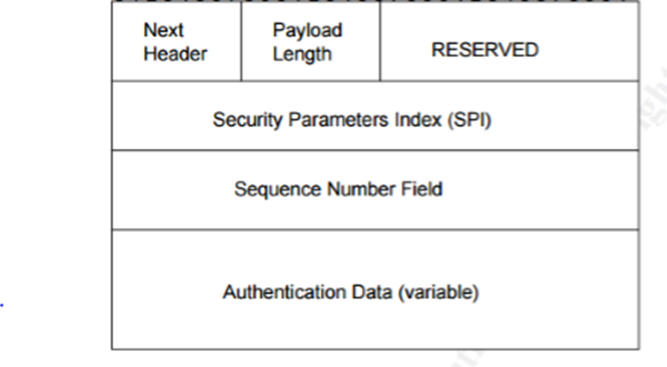 Next Header
Payload Length
RESERVED
Security Parameters Index (SPI)
Sequence Number Field
Authentication Data (variable)